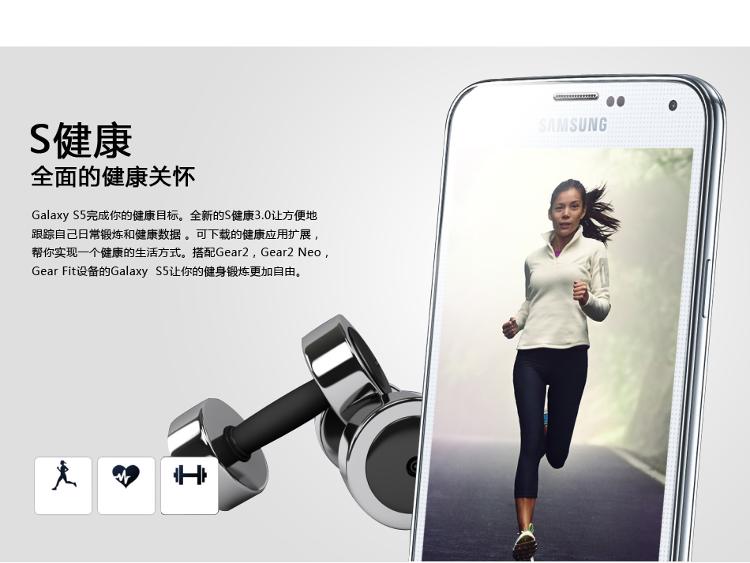 S健康
全面的健康关怀
Galaxy S5完成你的健康目标。全新的S健康3.0让方便地
跟踪自己日常锻炼和健康数据 。可下载的健康应用扩展，
帮你实现一个健康的生活方式。搭配Gear2，Gear2 Neo，
Gear Fit设备的Galaxy  S5让你的健身锻炼更加自由。
SAMSUNG